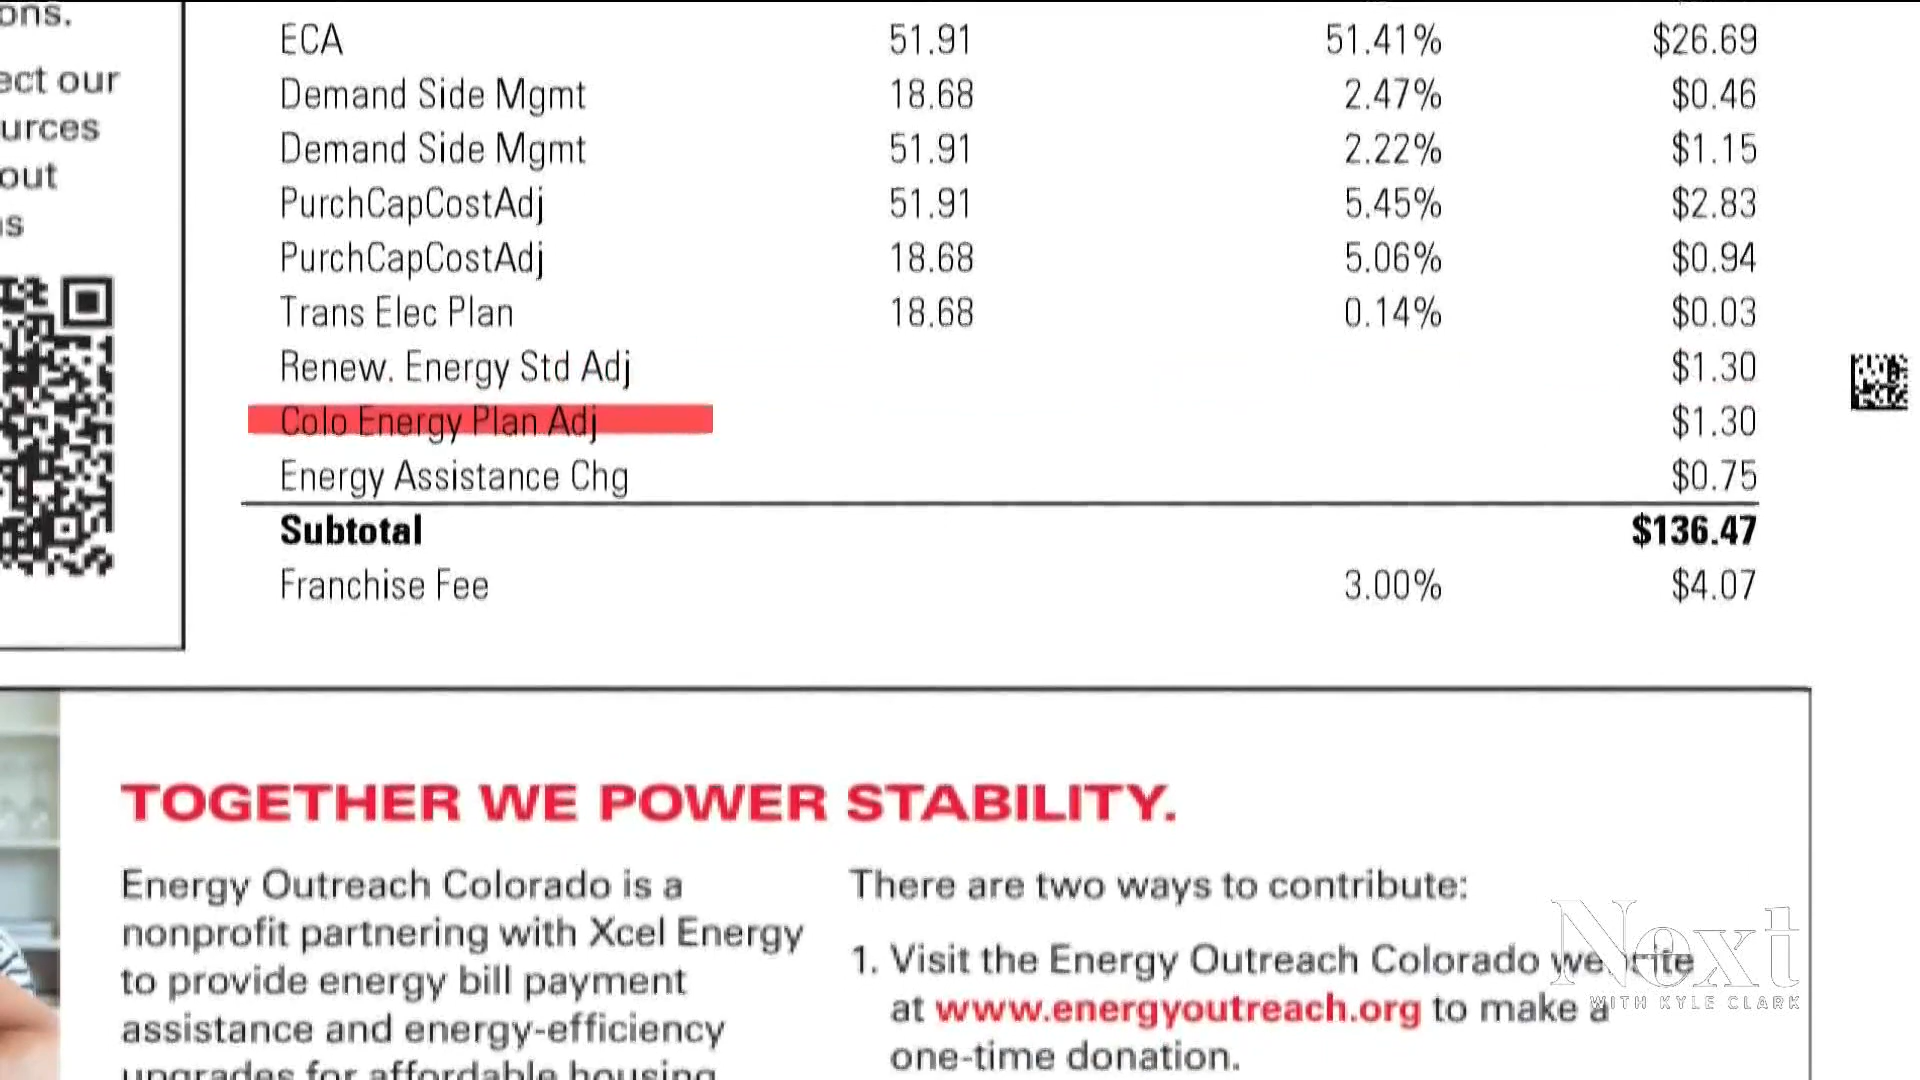 ons.
ect our
urces
out
s
ECA 51.91 51.41% $26.69
Demand Side Mgmt 18.68 2.47% $0.46
Demand Side Mgmt 51.91 2.22% $1.15
PurchCapCostAdj 51.91 5.45% $2.83
PurchCapCostAdj 18.68 5.06% $0.94
Trans Elec Plan 18.68 0.14% $0.03
Renew. Energy Std Adj $1.30
Colo Energy Plan Adj $1.30
Energy Assistance Chg $0.75
Subtotal $136.47
Franchise Fee 3.00% $4.07
TOGETHER WE POWER STABILITY.
Energy Outreach Colorado is a
nonprofit partnering with Xcel Energy
to provide energy bill payment
assistance and energy-efficiency
upgrades for affordable housing
There are two ways to contribute:
1. Visit the Energy Outreach Colorado website
at www.energyoutreach.org to make a
one-time donation.
Next
WITH KYLE CLARK